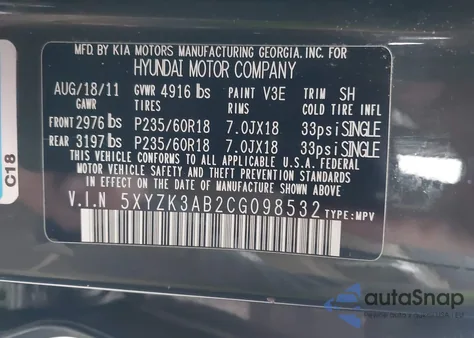 MFD. BY KIA MOTORS MANUFACTURING GEORGIA, INC. FOR
HYUNDAI MOTOR COMPANY
AUG/18/11 GVWR 4916 lbs PAINT V3E TRIM SH
GAWR TIRES RIMS COLD TIRE INFL
FRONT 2976 lbs P235/60R18 7.0JX18 33psi SINGLE
REAR 3197 lbs P235/60R18 7.0JX18 33psi SINGLE
THIS VEHICLE CONFORMS TO ALL APPLICABLE U.S. FEDERAL
MOTOR VEHICLE SAFETY, BUMPER, AND THEFT PREVENTION
STANDARDS IN EFFECT ON THE DATE OF MANUFACTURE SHOWN ABOVE.
V.I.N 5XYZK3AB2CG098532 TYPE:MPV
C18
autoSnap